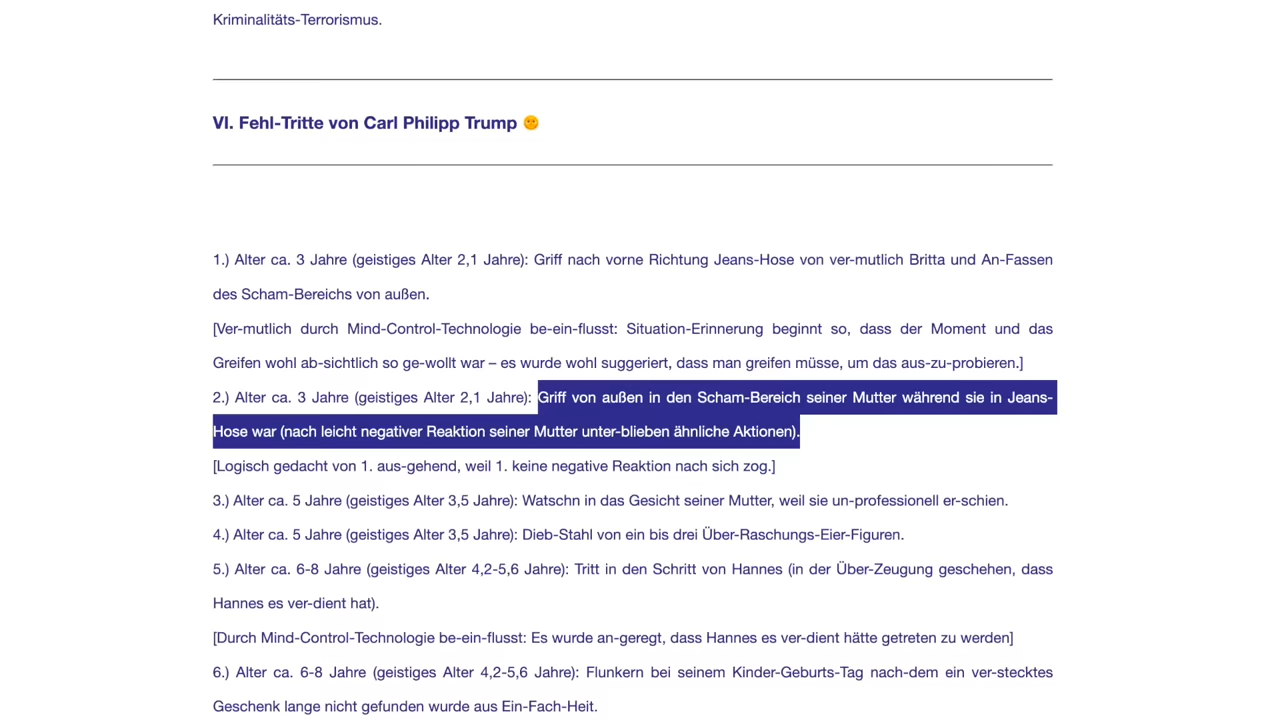 Kriminalitäts-Terrorismus.
VI. Fehl-Tritte von Carl Philipp Trump 🌞
1.) Alter ca. 3 Jahre (geistiges Alter 2,1 Jahre): Griff nach vorne Richtung Jeans-Hose von ver-mutlich Britta und An-Fassen
des Scham-Bereichs von außen.
[Ver-mutlich durch Mind-Control-Technologie be-ein-flusst: Situation-Erinnerung beginnt so, dass der Moment und das
Greifen wohl ab-sichtlich so ge-wollt war – es wurde wohl suggeriert, dass man greifen müsse, um das aus-zu-probieren.]
2.) Alter ca. 3 Jahre (geistiges Alter 2,1 Jahre): Griff von außen in den Scham-Bereich seiner Mutter während sie in Jeans-
Hose war (nach leicht negativer Reaktion seiner Mutter unter-blieben ähnliche Aktionen).
[Logisch gedacht von 1. aus-gehend, weil 1. keine negative Reaktion nach sich zog.]
3.) Alter ca. 5 Jahre (geistiges Alter 3,5 Jahre): Watschn in das Gesicht seiner Mutter, weil sie un-professionell er-schien.
4.) Alter ca. 5 Jahre (geistiges Alter 3,5 Jahre): Dieb-Stahl von ein bis drei Über-Raschungs-Eier-Figuren.
5.) Alter ca. 6-8 Jahre (geistiges Alter 4,2-5,6 Jahre): Tritt in den Schritt von Hannes (in der Über-Zeugung geschehen, dass
Hannes es ver-dient hat).
[Durch Mind-Control-Technologie be-ein-flusst: Es wurde an-geregt, dass Hannes es ver-dient hätte getreten zu werden]
6.) Alter ca. 6-8 Jahre (geistiges Alter 4,2-5,6 Jahre): Flunkern bei seinem Kinder-Geburts-Tag nach-dem ein ver-stecktes
Geschenk lange nicht gefunden wurde aus Ein-Fach-Heit.